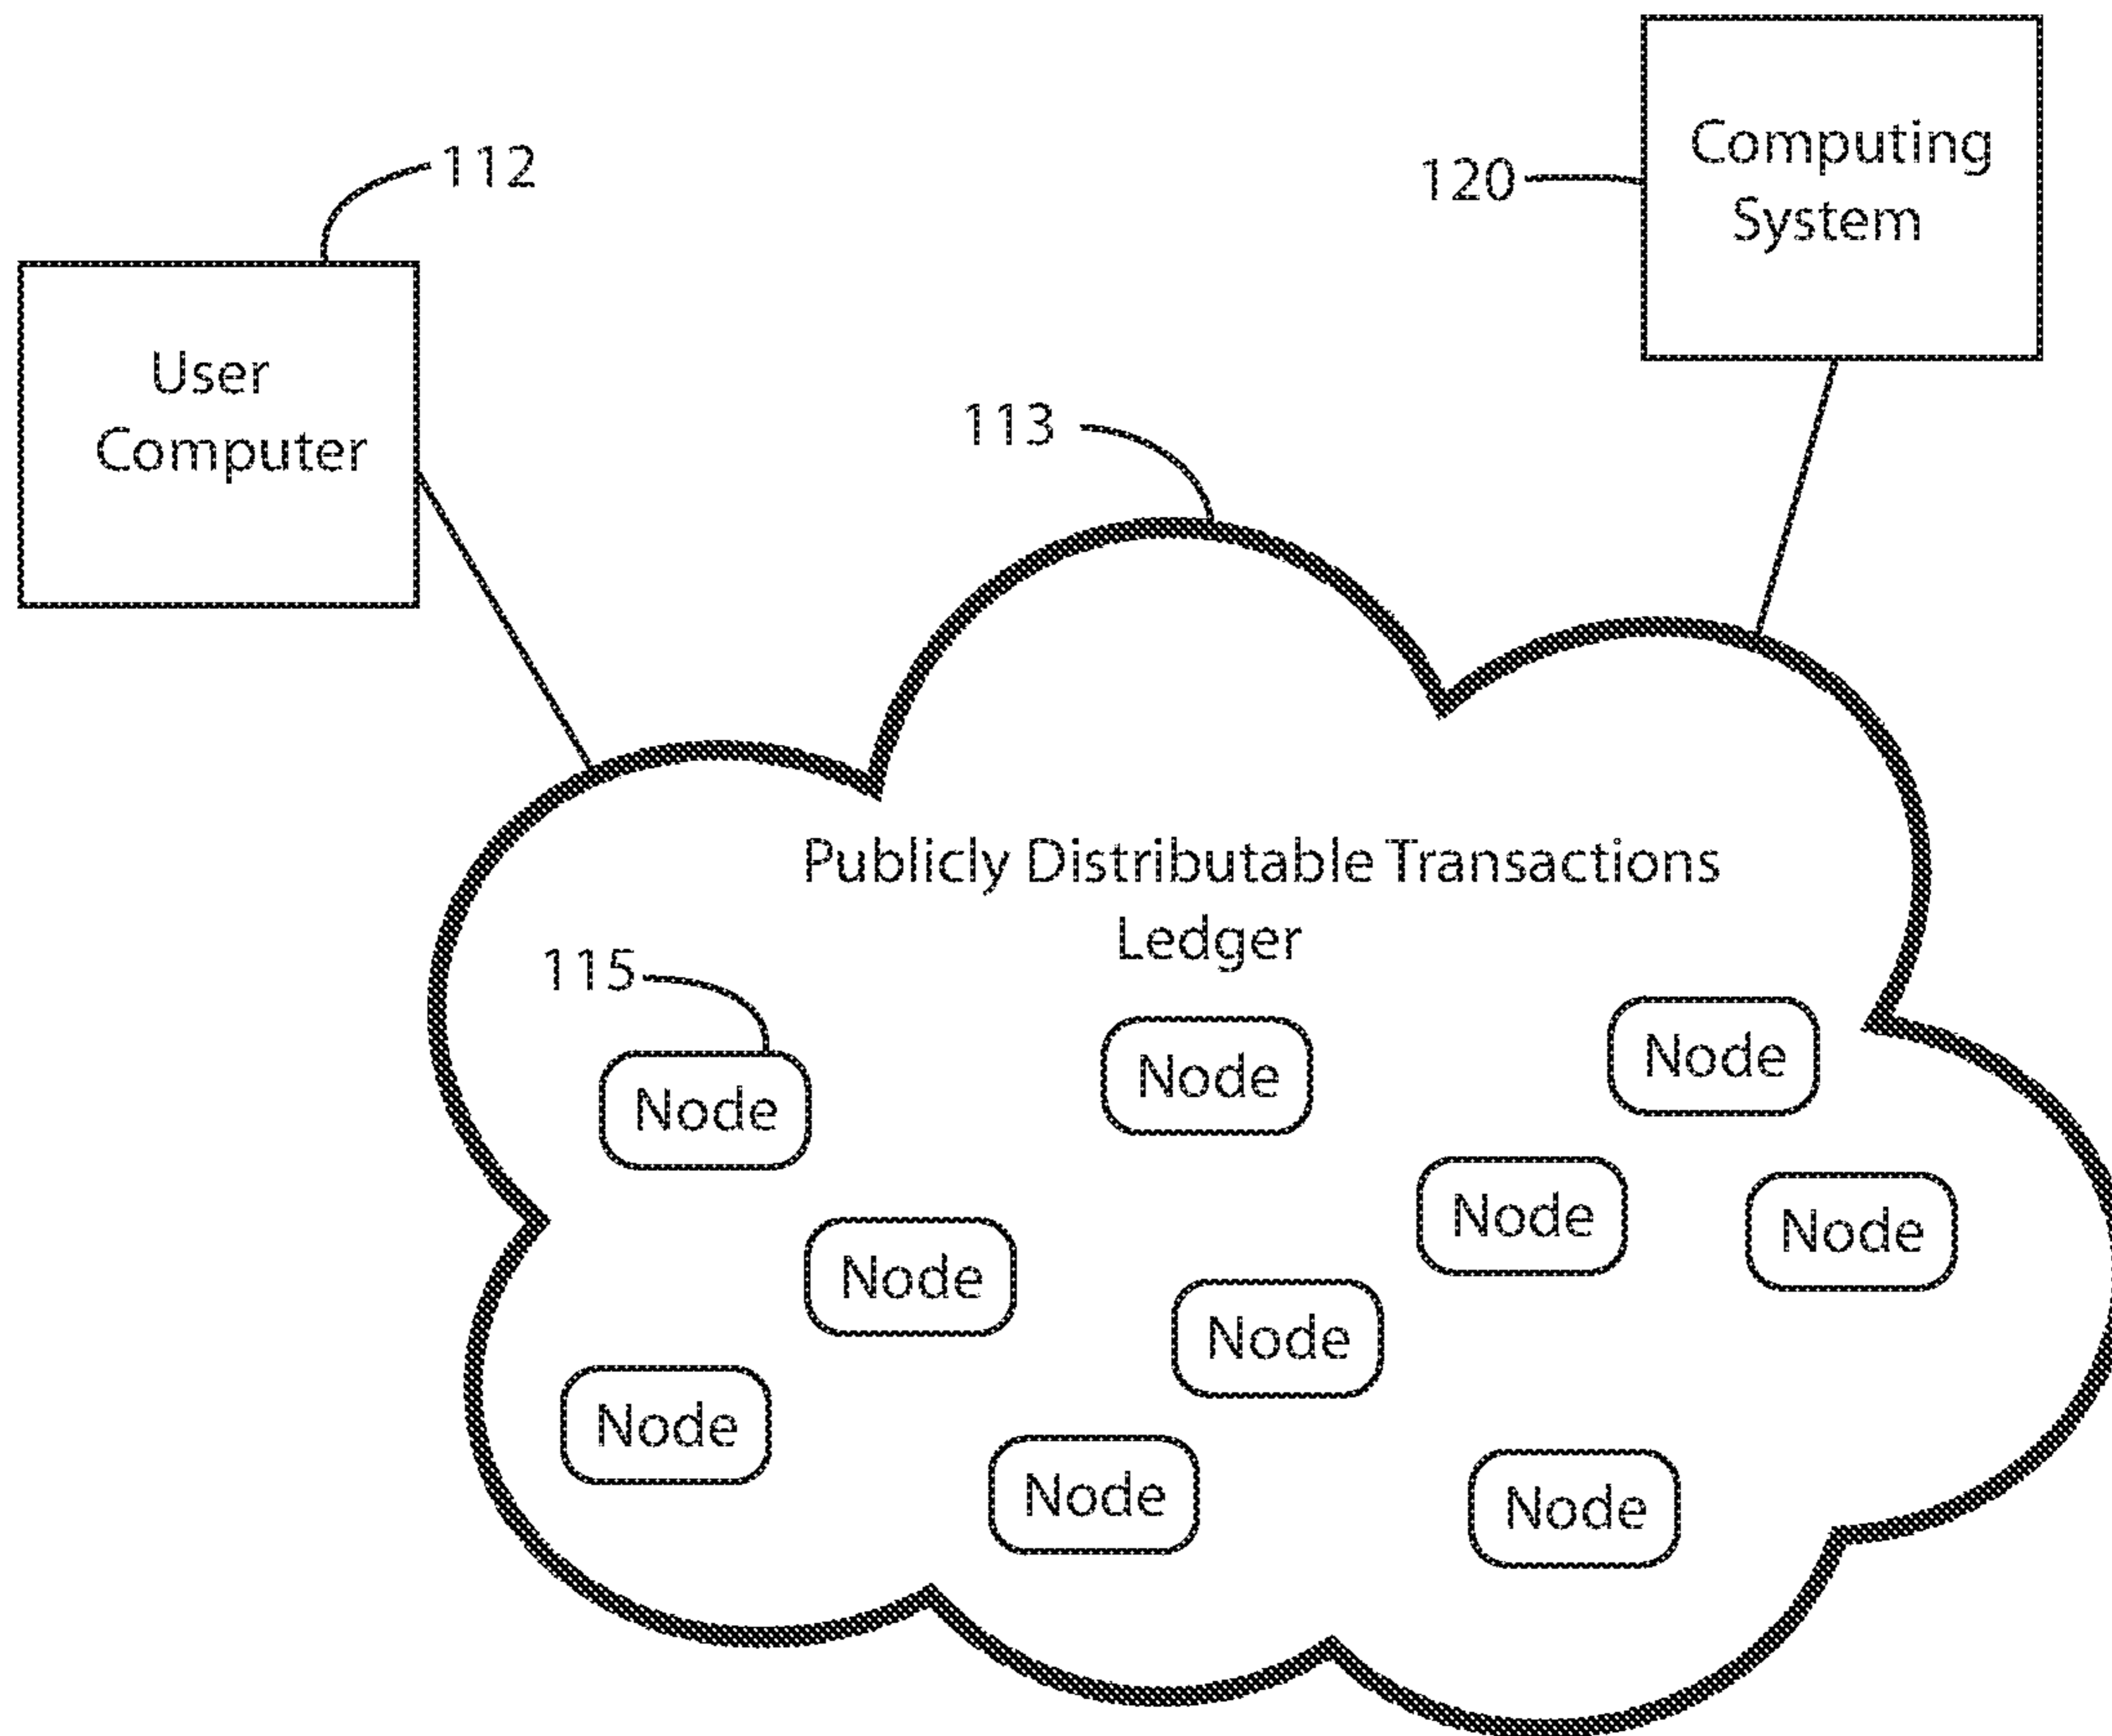 112
120
Computing
System
User
Computer
113
Publicly Distributable Transactions
Ledger
115
Node
Node
Node
Node
Node
Node
Node
Node
Node
Node